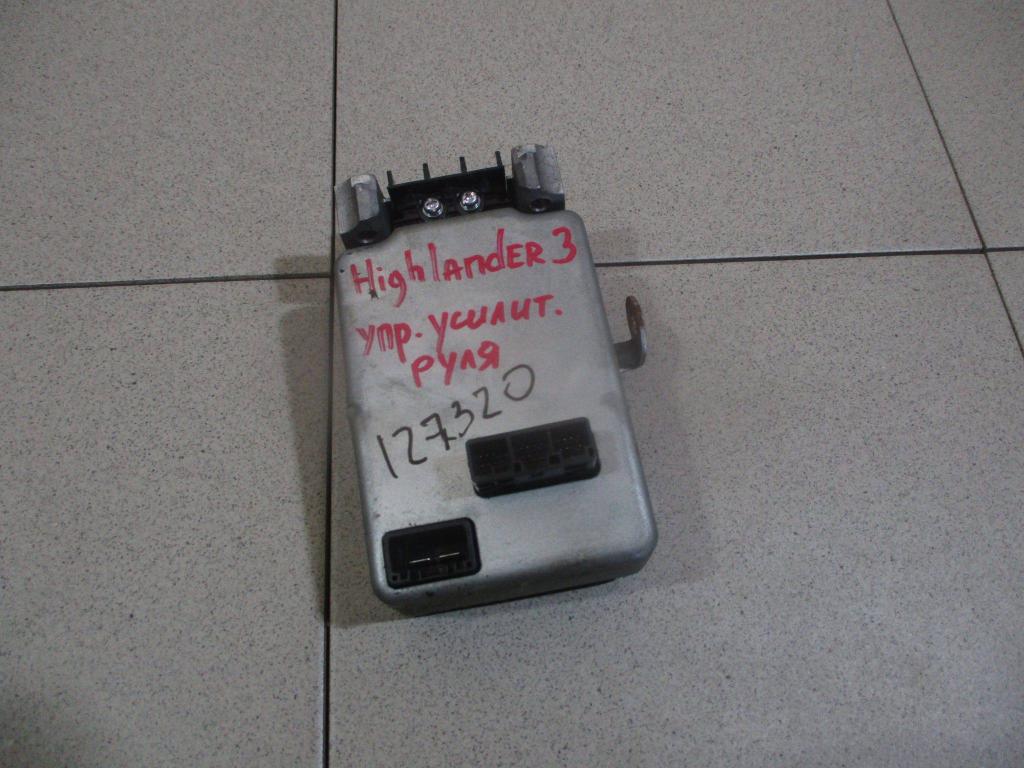 HighLAndER 3
упр. усилит.
руля
127320